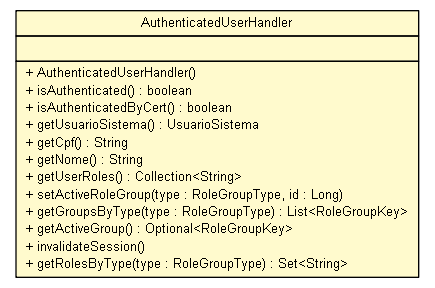 AuthenticatedUserHandler
+ AuthenticatedUserHandler()
+ isAuthenticated() : boolean
+ isAuthenticatedByCert() : boolean
+ getUsuarioSistema() : UsuarioSistema
+ getCpf() : String
+ getNome() : String
+ getUserRoles() : Collection<String>
+ setActiveRoleGroup(type : RoleGroupType, id : Long)
+ getGroupsByType(type : RoleGroupType) : List<RoleGroupKey>
+ getActiveGroup() : Optional<RoleGroupKey>
+ invalidateSession()
+ getRolesByType(type : RoleGroupType) : Set<String>